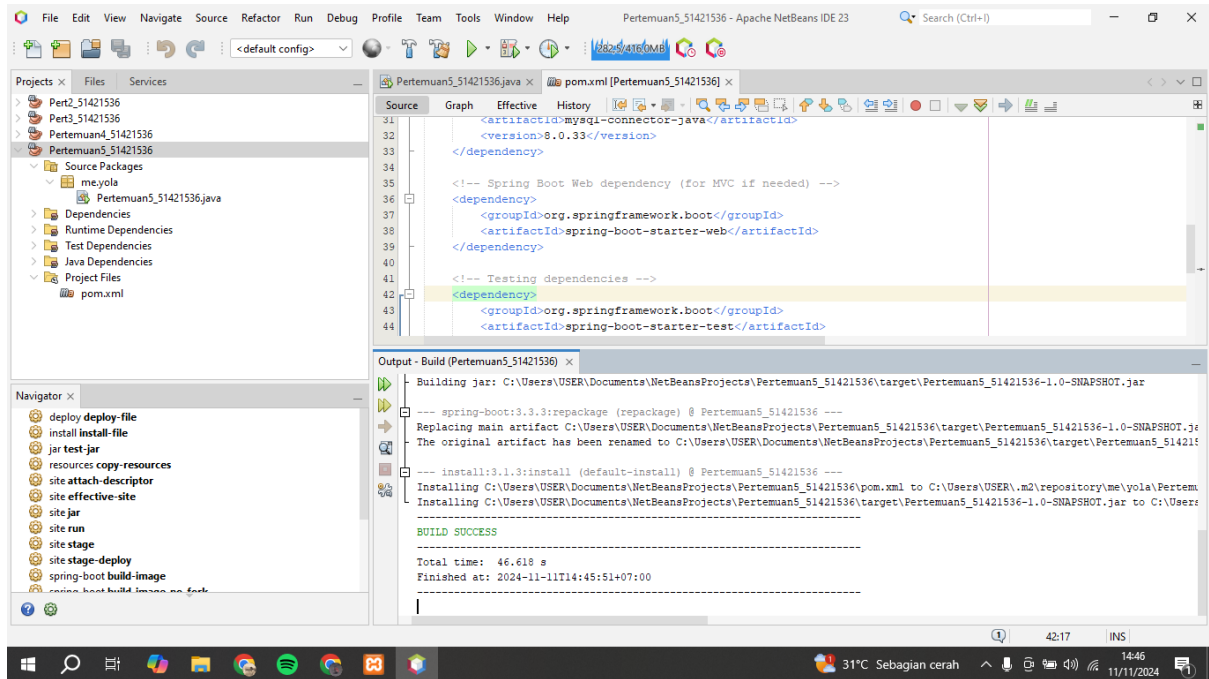 File Edit View Navigate Source Refactor Run Debug Profile Team Tools Window Help Pertemuan5_51421536 - Apache NetBeans IDE 23 Search (Ctrl+I)
<default config> 282.5/416.0MB
Projects Files Services
Pert2_51421536
Pert3_51421536
Pertemuan4_51421536
Pertemuan5_51421536
Source Packages
me.yola
Pertemuan5_51421536.java
Dependencies
Runtime Dependencies
Test Dependencies
Java Dependencies
Project Files
pom.xml
Navigator
deploy deploy-file
install install-file
jar test-jar
resources copy-resources
site attach-descriptor
site effective-site
site jar
site run
site stage
site stage-deploy
spring-boot build-image
spring-boot build-image-no-fork
Pertemuan5_51421536.java pom.xml [Pertemuan5_51421536]
Source Graph Effective History
31 <artifactId>mysql-connector-java</artifactId>
32 <version>8.0.33</version>
33 </dependency>
34
35 <!-- Spring Boot Web dependency (for MVC if needed) -->
36 <dependency>
37 <groupId>org.springframework.boot</groupId>
38 <artifactId>spring-boot-starter-web</artifactId>
39 </dependency>
40
41 <!-- Testing dependencies -->
42 <dependency>
43 <groupId>org.springframework.boot</groupId>
44 <artifactId>spring-boot-starter-test</artifactId>
Output - Build (Pertemuan5_51421536)
Building jar: C:\Users\USER\Documents\NetBeansProjects\Pertemuan5_51421536\target\Pertemuan5_51421536-1.0-SNAPSHOT.jar
--- spring-boot:3.3.3:repackage (repackage) @ Pertemuan5_51421536 ---
Replacing main artifact C:\Users\USER\Documents\NetBeansProjects\Pertemuan5_51421536\target\Pertemuan5_51421536-1.0-SNAPSHOT.ja
The original artifact has been renamed to C:\Users\USER\Documents\NetBeansProjects\Pertemuan5_51421536\target\Pertemuan5_514215
--- install:3.1.3:install (default-install) @ Pertemuan5_51421536 ---
Installing C:\Users\USER\Documents\NetBeansProjects\Pertemuan5_51421536\pom.xml to C:\Users\USER\.m2\repository\me\yola\Pertemu
Installing C:\Users\USER\Documents\NetBeansProjects\Pertemuan5_51421536\target\Pertemuan5_51421536-1.0-SNAPSHOT.jar to C:\Users
------------------------------------------------------------------------
BUILD SUCCESS
------------------------------------------------------------------------
Total time: 46.618 s
Finished at: 2024-11-11T14:45:51+07:00
------------------------------------------------------------------------
1 42:17 INS
31°C Sebagian cerah 14:46
11/11/2024
1